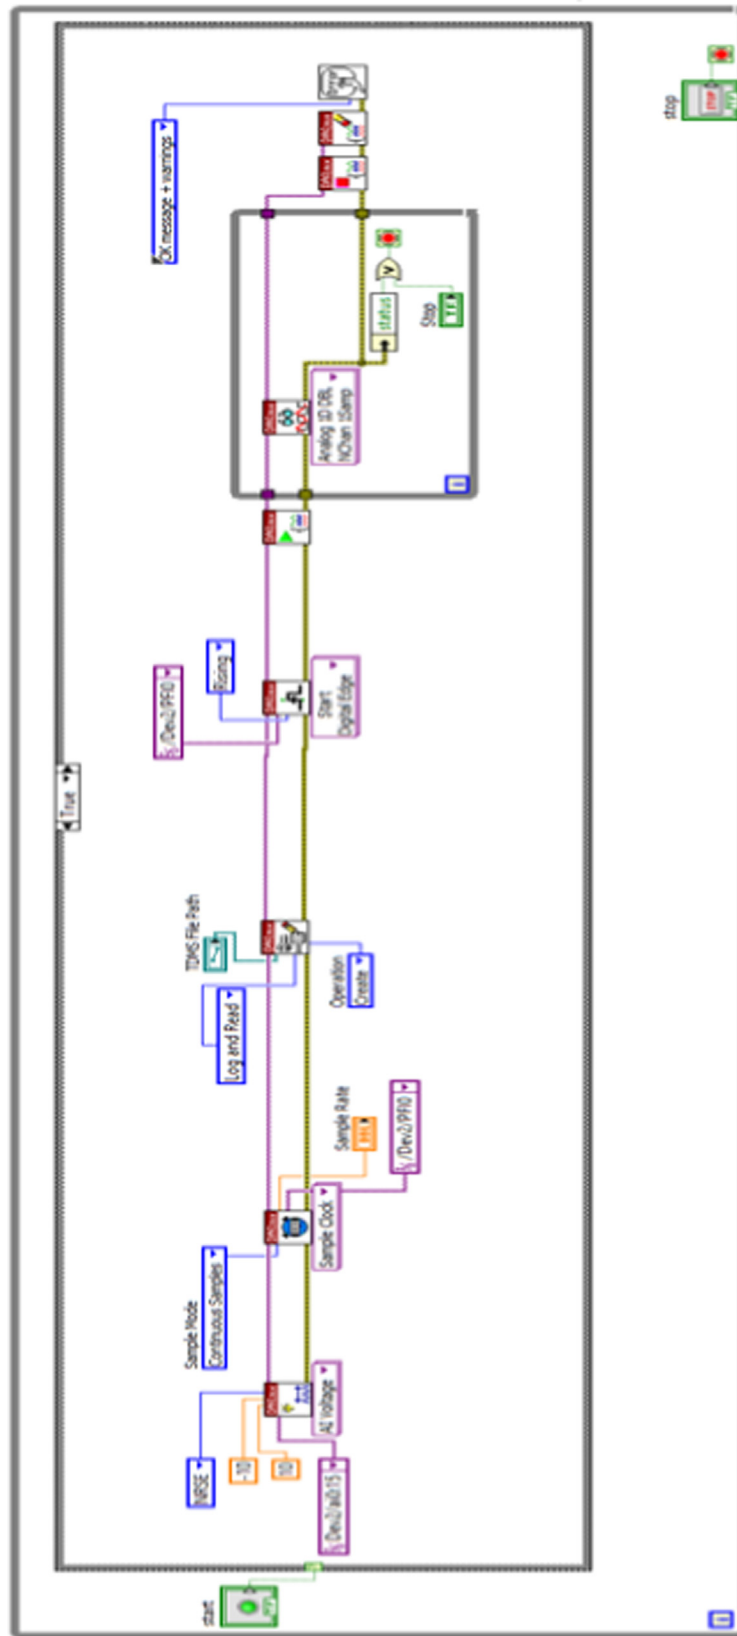 start
True
NRSE
-10
10
Dev2/ai0:15
AI Voltage
Sample Mode
Continuous Samples
Sample Clock
Sample Rate
/Dev2/PFI0
Log and Read
TDMS File Path
Operation
Create
/Dev2/PFI0
Rising
Start
Digital Edge
Analog 1D DBL
NChan 1Samp
status
Stop
TF
i
OK message + warnings
stop
STOP
i